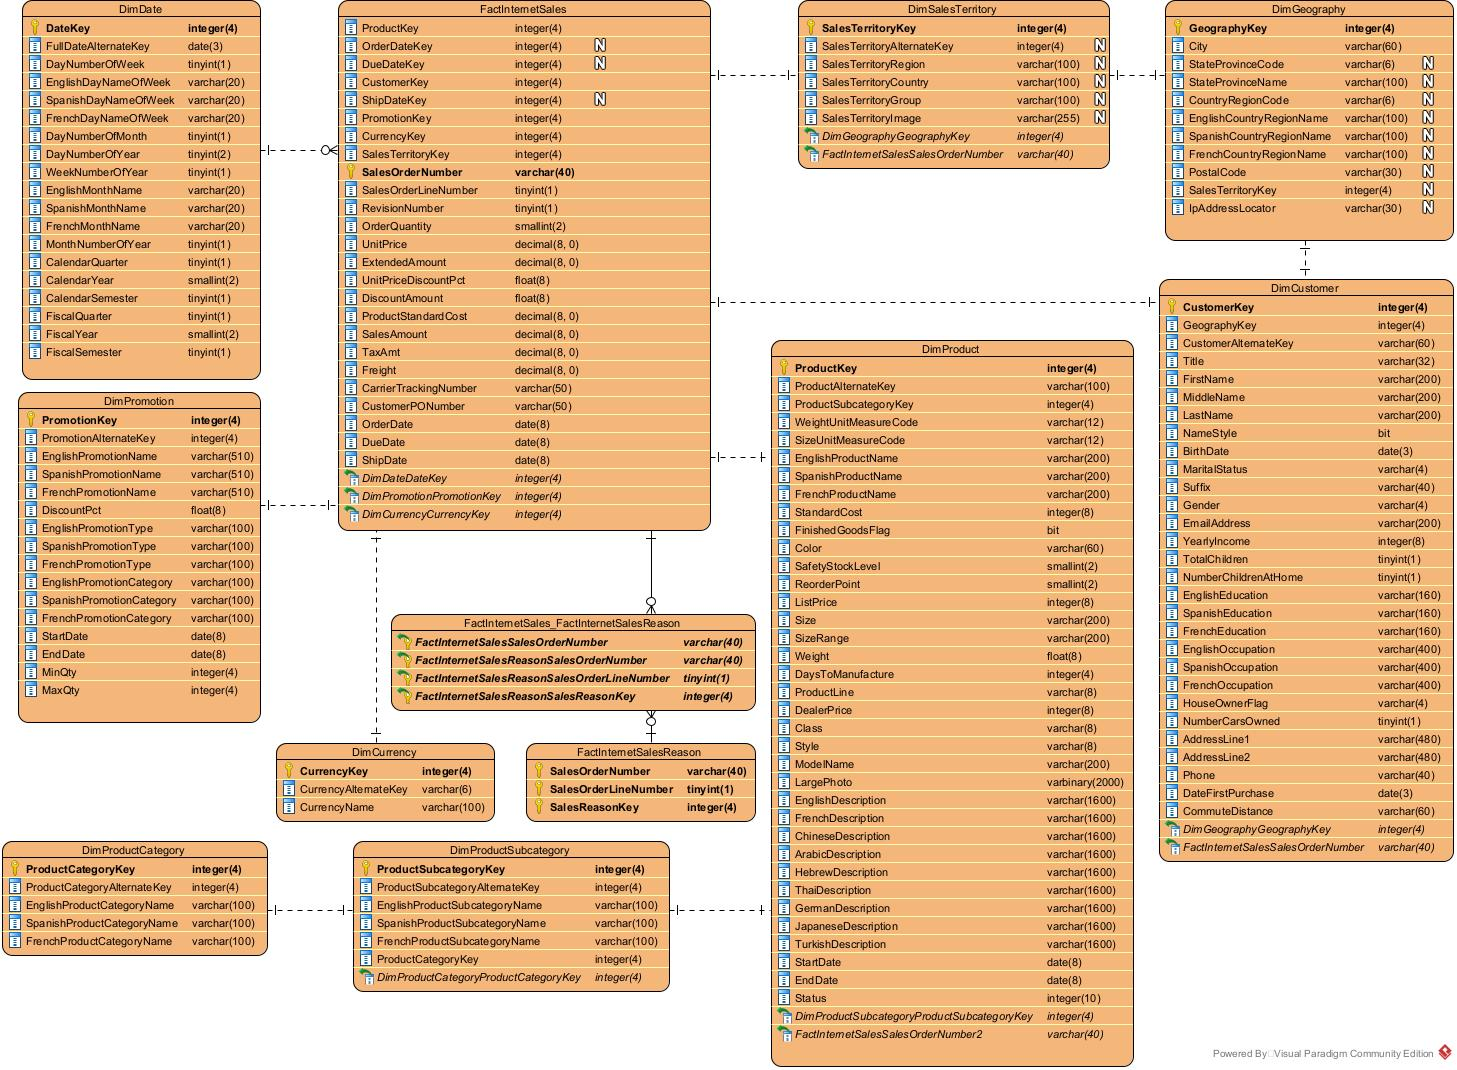 DimDate
DateKey integer(4)
FullDateAlternateKey date(3)
DayNumberOfWeek tinyint(1)
EnglishDayNameOfWeek varchar(20)
SpanishDayNameOfWeek varchar(20)
FrenchDayNameOfWeek varchar(20)
DayNumberOfMonth tinyint(1)
DayNumberOfYear tinyint(2)
WeekNumberOfYear tinyint(1)
EnglishMonthName varchar(20)
SpanishMonthName varchar(20)
FrenchMonthName varchar(20)
MonthNumberOfYear tinyint(1)
CalendarQuarter tinyint(1)
CalendarYear smallint(2)
CalendarSemester tinyint(1)
FiscalQuarter tinyint(1)
FiscalYear smallint(2)
FiscalSemester tinyint(1)
FactInternetSales
ProductKey integer(4)
OrderDateKey integer(4) N
DueDateKey integer(4) N
CustomerKey integer(4)
ShipDateKey integer(4) N
PromotionKey integer(4)
CurrencyKey integer(4)
SalesTerritoryKey integer(4)
SalesOrderNumber varchar(40)
SalesOrderLineNumber tinyint(1)
RevisionNumber tinyint(1)
OrderQuantity smallint(2)
UnitPrice decimal(8, 0)
ExtendedAmount decimal(8, 0)
UnitPriceDiscountPct float(8)
DiscountAmount float(8)
ProductStandardCost decimal(8, 0)
SalesAmount decimal(8, 0)
TaxAmt decimal(8, 0)
Freight decimal(8, 0)
CarrierTrackingNumber varchar(50)
CustomerPONumber varchar(50)
OrderDate date(8)
DueDate date(8)
ShipDate date(8)
DimDateDateKey integer(4)
DimPromotionPromotionKey integer(4)
DimCurrencyCurrencyKey integer(4)
DimSalesTerritory
SalesTerritoryKey integer(4)
SalesTerritoryAlternateKey integer(4) N
SalesTerritoryRegion varchar(100) N
SalesTerritoryCountry varchar(100) N
SalesTerritoryGroup varchar(100) N
SalesTerritoryImage varchar(255) N
DimGeographyGeographyKey integer(4)
FactInternetSalesSalesOrderNumber varchar(40)
DimGeography
GeographyKey integer(4)
City varchar(60)
StateProvinceCode varchar(6) N
StateProvinceName varchar(100) N
CountryRegionCode varchar(6) N
EnglishCountryRegionName varchar(100) N
SpanishCountryRegionName varchar(100) N
FrenchCountryRegionName varchar(100) N
PostalCode varchar(30) N
SalesTerritoryKey integer(4) N
IpAddressLocator varchar(30) N
DimCustomer
CustomerKey integer(4)
GeographyKey integer(4)
CustomerAlternateKey varchar(60)
Title varchar(32)
FirstName varchar(200)
MiddleName varchar(200)
LastName varchar(200)
NameStyle bit
BirthDate date(3)
MaritalStatus varchar(4)
Suffix varchar(40)
Gender varchar(4)
EmailAddress varchar(200)
YearlyIncome integer(8)
TotalChildren tinyint(1)
NumberChildrenAtHome tinyint(1)
EnglishEducation varchar(160)
SpanishEducation varchar(160)
FrenchEducation varchar(160)
EnglishOccupation varchar(400)
SpanishOccupation varchar(400)
FrenchOccupation varchar(400)
HouseOwnerFlag varchar(4)
NumberCarsOwned tinyint(1)
AddressLine1 varchar(480)
AddressLine2 varchar(480)
Phone varchar(40)
DateFirstPurchase date(3)
CommuteDistance varchar(60)
DimGeographyGeographyKey integer(4)
FactInternetSalesSalesOrderNumber varchar(40)
DimProduct
ProductKey integer(4)
ProductAlternateKey varchar(100)
ProductSubcategoryKey integer(4)
WeightUnitMeasureCode varchar(12)
SizeUnitMeasureCode varchar(12)
EnglishProductName varchar(200)
SpanishProductName varchar(200)
FrenchProductName varchar(200)
StandardCost integer(8)
FinishedGoodsFlag bit
Color varchar(60)
SafetyStockLevel smallint(2)
ReorderPoint smallint(2)
ListPrice integer(8)
Size varchar(200)
SizeRange varchar(200)
Weight float(8)
DaysToManufacture integer(4)
ProductLine varchar(8)
DealerPrice integer(8)
Class varchar(8)
Style varchar(8)
ModelName varchar(200)
LargePhoto varbinary(2000)
EnglishDescription varchar(1600)
FrenchDescription varchar(1600)
ChineseDescription varchar(1600)
ArabicDescription varchar(1600)
HebrewDescription varchar(1600)
ThaiDescription varchar(1600)
GermanDescription varchar(1600)
JapaneseDescription varchar(1600)
TurkishDescription varchar(1600)
StartDate date(8)
EndDate date(8)
Status integer(10)
DimProductSubcategoryProductSubcategoryKey integer(4)
FactInternetSalesSalesOrderNumber2 varchar(40)
DimPromotion
PromotionKey integer(4)
PromotionAlternateKey integer(4)
EnglishPromotionName varchar(510)
SpanishPromotionName varchar(510)
FrenchPromotionName varchar(510)
DiscountPct float(8)
EnglishPromotionType varchar(100)
SpanishPromotionType varchar(100)
FrenchPromotionType varchar(100)
EnglishPromotionCategory varchar(100)
SpanishPromotionCategory varchar(100)
FrenchPromotionCategory varchar(100)
StartDate date(8)
EndDate date(8)
MinQty integer(4)
MaxQty integer(4)
FactInternetSales_FactInternetSalesReason
FactInternetSalesSalesOrderNumber varchar(40)
FactInternetSalesReasonSalesOrderNumber varchar(40)
FactInternetSalesReasonSalesOrderLineNumber tinyint(1)
FactInternetSalesReasonSalesReasonKey integer(4)
DimCurrency
CurrencyKey integer(4)
CurrencyAlternateKey varchar(6)
CurrencyName varchar(100)
FactInternetSalesReason
SalesOrderNumber varchar(40)
SalesOrderLineNumber tinyint(1)
SalesReasonKey integer(4)
DimProductCategory
ProductCategoryKey integer(4)
ProductCategoryAlternateKey integer(4)
EnglishProductCategoryName varchar(100)
SpanishProductCategoryName varchar(100)
FrenchProductCategoryName varchar(100)
DimProductSubcategory
ProductSubcategoryKey integer(4)
ProductSubcategoryAlternateKey integer(4)
EnglishProductSubcategoryName varchar(100)
SpanishProductSubcategoryName varchar(100)
FrenchProductSubcategoryName varchar(100)
ProductCategoryKey integer(4)
DimProductCategoryProductCategoryKey integer(4)
Powered By Visual Paradigm Community Edition